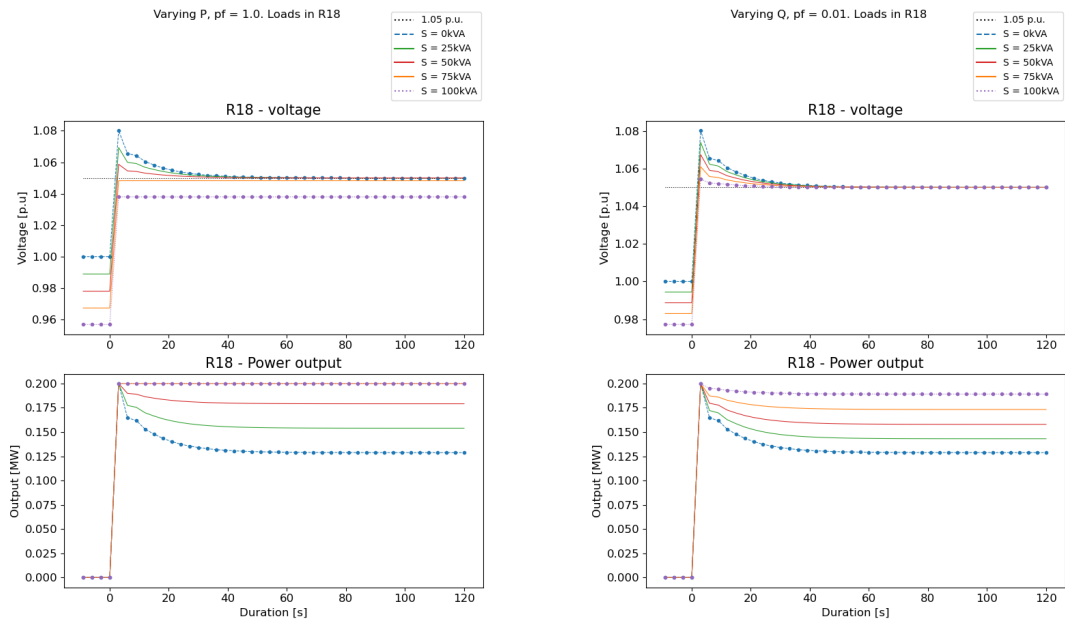 Varying P, pf = 1.0. Loads in R18
1.05 p.u.
S = 0kVA
S = 25kVA
S = 50kVA
S = 75kVA
S = 100kVA
R18 - voltage
Voltage [p.u]
1.08
1.06
1.04
1.02
1.00
0.98
0.96
0
20
40
60
80
100
120
R18 - Power output
Output [MW]
0.200
0.175
0.150
0.125
0.100
0.075
0.050
0.025
0.000
0
20
40
60
80
100
120
Duration [s]
Varying Q, pf = 0.01. Loads in R18
1.05 p.u.
S = 0kVA
S = 25kVA
S = 50kVA
S = 75kVA
S = 100kVA
R18 - voltage
Voltage [p.u]
1.08
1.06
1.04
1.02
1.00
0.98
0
20
40
60
80
100
120
R18 - Power output
Output [MW]
0.200
0.175
0.150
0.125
0.100
0.075
0.050
0.025
0.000
0
20
40
60
80
100
120
Duration [s]